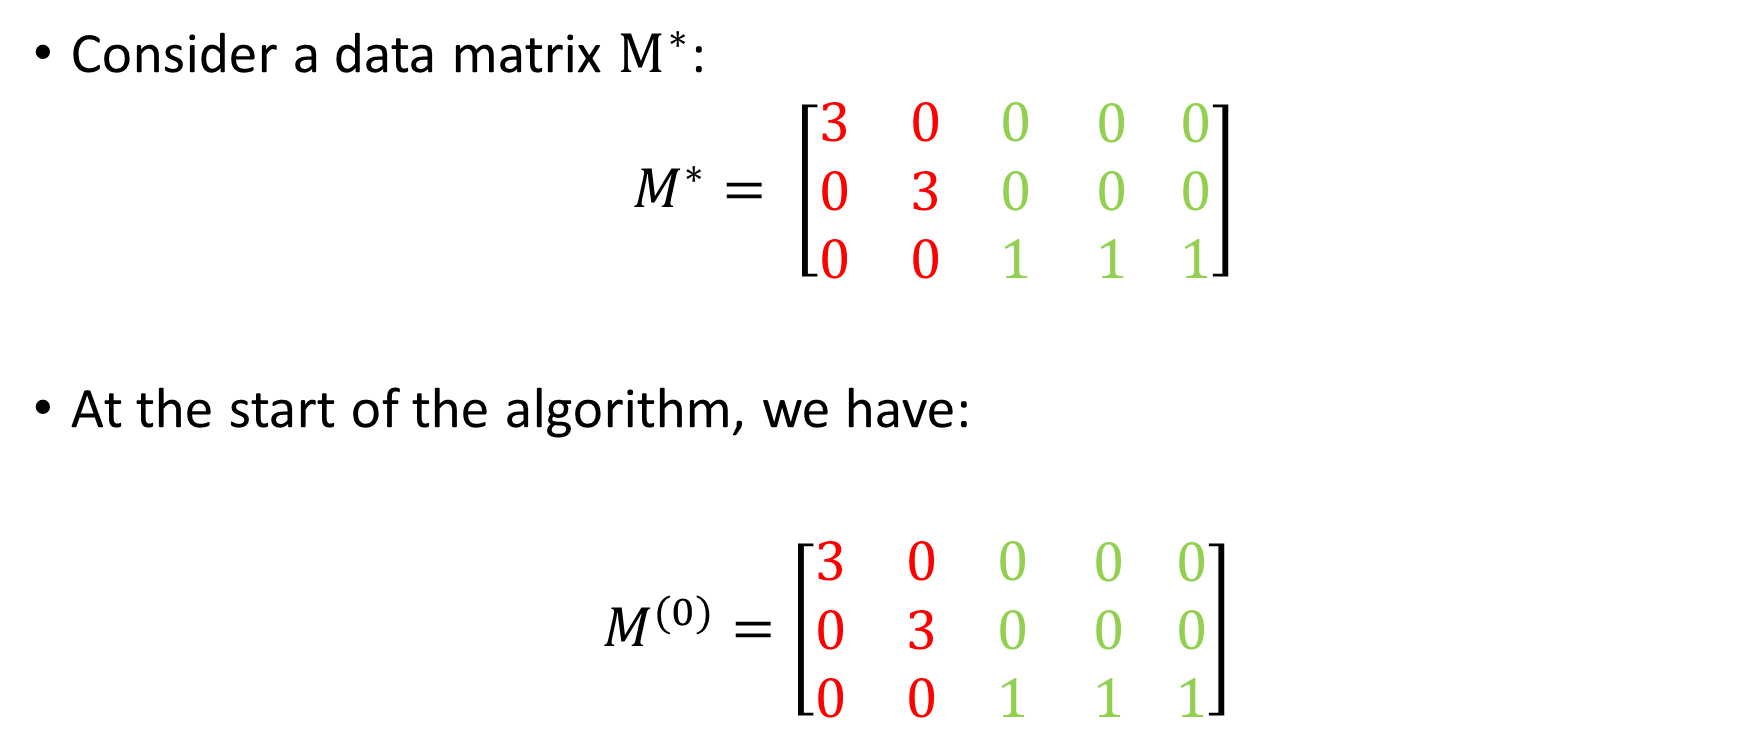 • Consider a data matrix M*:
3 0 0 0 0
M* = 0 3 0 0 0
0 0 1 1 1
• At the start of the algorithm, we have:
3 0 0 0 0
M⁽⁰⁾ = 0 3 0 0 0
0 0 1 1 1